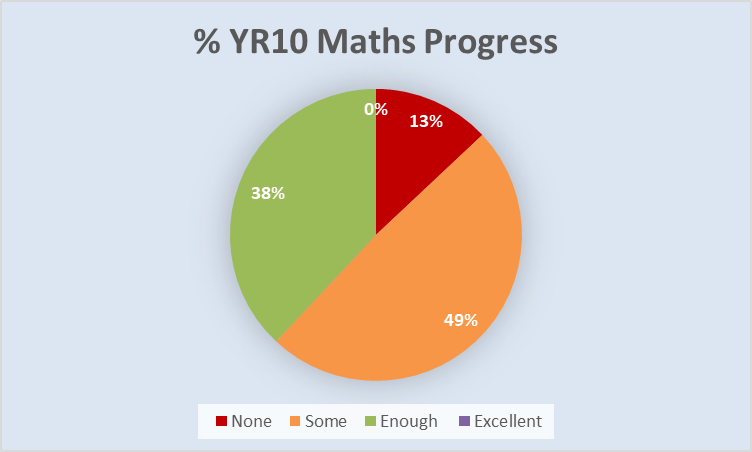 % YR10 Maths Progress
0%
13%
38%
49%
None Some Enough Excellent